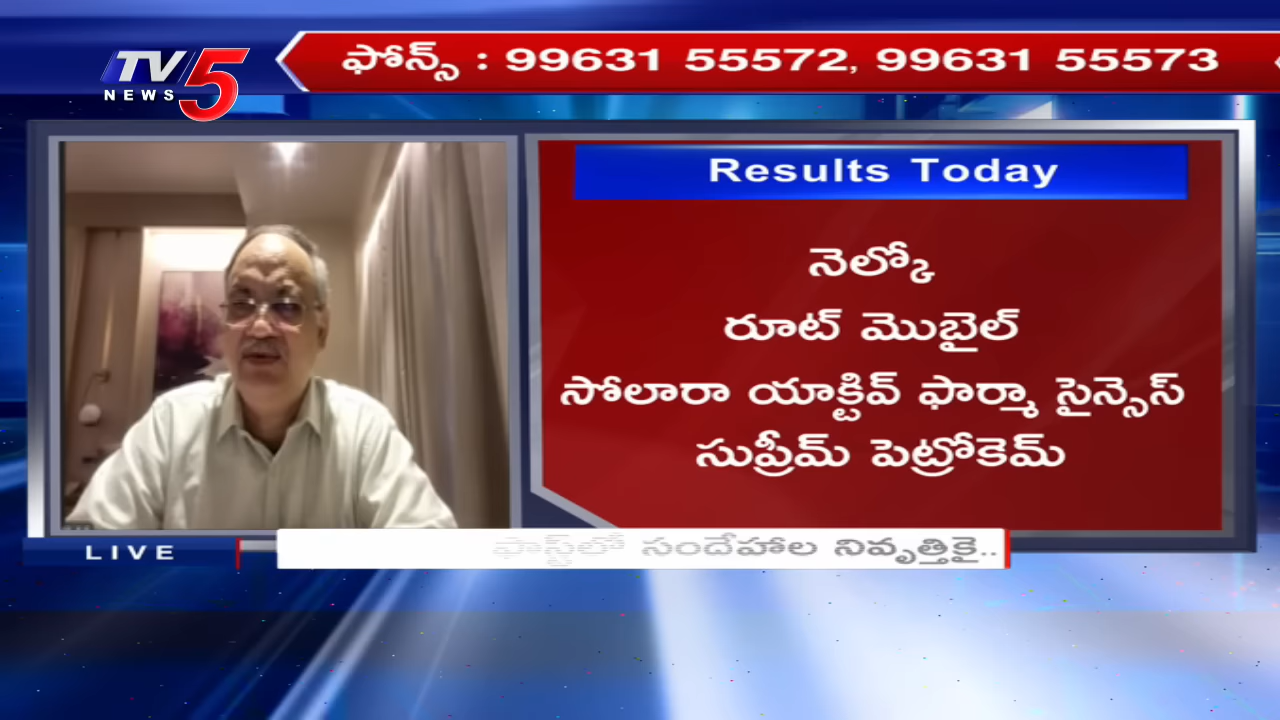 TV5
NEWS
ఫోన్స్ : 99631 55572, 99631 55573
Results Today
నెల్కో
రూట్ మొబైల్
సోలారా యాక్టివ్ ఫార్మా సైన్సెస్
సుప్రీమ్ పెట్రోకెమ్
LIVE
సందేహాల నివృత్తికై..